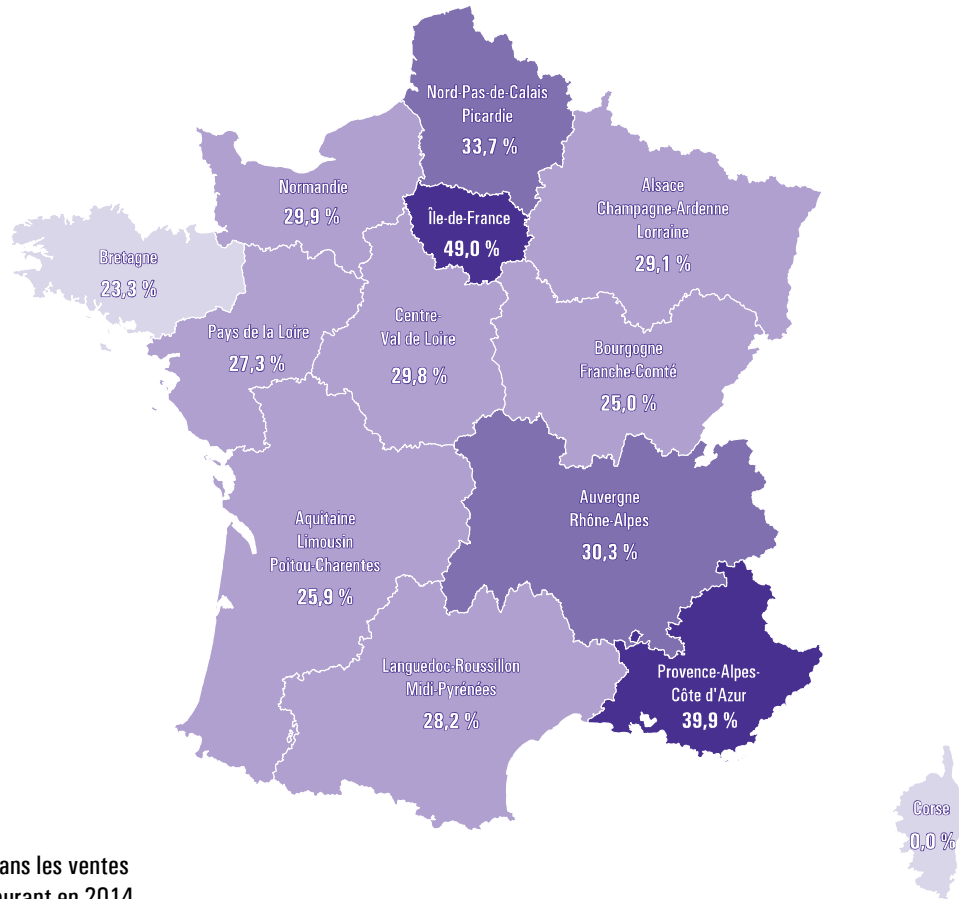 Nord-Pas-de-Calais
Picardie
33,7 %
Normandie
29,9 %
Île-de-France
49,0 %
Alsace
Champagne-Ardenne
Lorraine
29,1 %
Bretagne
23,3 %
Pays de la Loire
27,3 %
Centre-
Val de Loire
29,8 %
Bourgogne
Franche-Comté
25,0 %
Auvergne
Rhône-Alpes
30,3 %
Aquitaine
Limousin
Poitou-Charentes
25,9 %
Languedoc-Roussillon
Midi-Pyrénées
28,2 %
Provence-Alpes-
Côte d'Azur
39,9 %
Corse
0,0 %
ans les ventes
urant en 2014